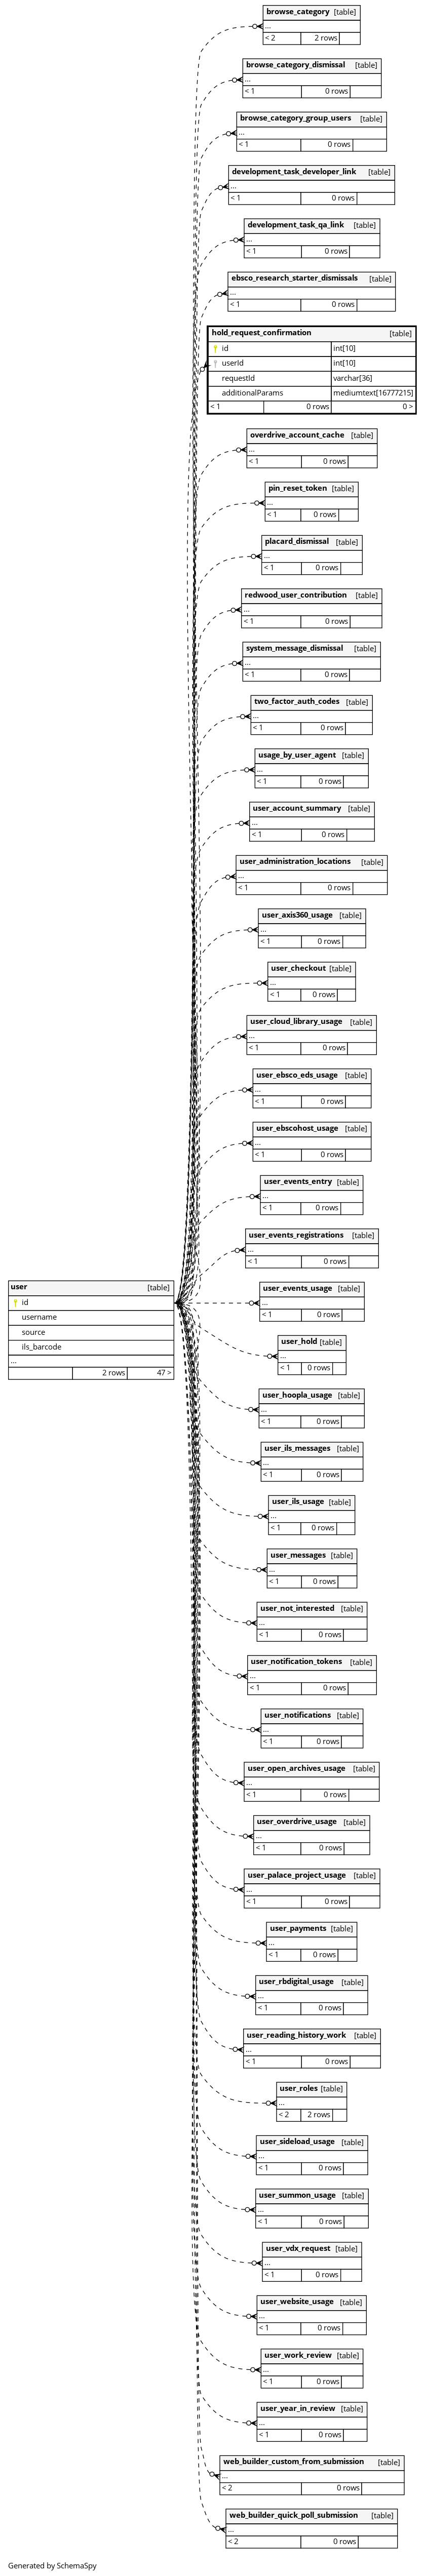 browse_category [table]
...
< 2 2 rows
browse_category_dismissal [table]
...
< 1 0 rows
browse_category_group_users [table]
...
< 1 0 rows
development_task_developer_link [table]
...
< 1 0 rows
development_task_qa_link [table]
...
< 1 0 rows
ebsco_research_starter_dismissals [table]
...
< 1 0 rows
hold_request_confirmation [table]
id int[10]
userId int[10]
requestId varchar[36]
additionalParams mediumtext[16777215]
< 1 0 rows 0 >
overdrive_account_cache [table]
...
< 1 0 rows
pin_reset_token [table]
...
< 1 0 rows
placard_dismissal [table]
...
< 1 0 rows
redwood_user_contribution [table]
...
< 1 0 rows
system_message_dismissal [table]
...
< 1 0 rows
two_factor_auth_codes [table]
...
< 1 0 rows
usage_by_user_agent [table]
...
< 1 0 rows
user_account_summary [table]
...
< 1 0 rows
user_administration_locations [table]
...
< 1 0 rows
user_axis360_usage [table]
...
< 1 0 rows
user_checkout [table]
...
< 1 0 rows
user_cloud_library_usage [table]
...
< 1 0 rows
user_ebsco_eds_usage [table]
...
< 1 0 rows
user_ebscohost_usage [table]
...
< 1 0 rows
user_events_entry [table]
...
< 1 0 rows
user_events_registrations [table]
...
< 1 0 rows
user [table]
id
username
source
ils_barcode
...
2 rows 47 >
user_events_usage [table]
...
< 1 0 rows
user_hold [table]
...
< 1 0 rows
user_hoopla_usage [table]
...
< 1 0 rows
user_ils_messages [table]
...
< 1 0 rows
user_ils_usage [table]
...
< 1 0 rows
user_messages [table]
...
< 1 0 rows
user_not_interested [table]
...
< 1 0 rows
user_notification_tokens [table]
...
< 1 0 rows
user_notifications [table]
...
< 1 0 rows
user_open_archives_usage [table]
...
< 1 0 rows
user_overdrive_usage [table]
...
< 1 0 rows
user_palace_project_usage [table]
...
< 1 0 rows
user_payments [table]
...
< 1 0 rows
user_rbdigital_usage [table]
...
< 1 0 rows
user_reading_history_work [table]
...
< 1 0 rows
user_roles [table]
...
< 2 2 rows
user_sideload_usage [table]
...
< 1 0 rows
user_summon_usage [table]
...
< 1 0 rows
user_vdx_request [table]
...
< 1 0 rows
user_website_usage [table]
...
< 1 0 rows
user_work_review [table]
...
< 1 0 rows
user_year_in_review [table]
...
< 1 0 rows
web_builder_custom_from_submission [table]
...
< 2 0 rows
web_builder_quick_poll_submission [table]
...
< 2 0 rows
Generated by SchemaSpy